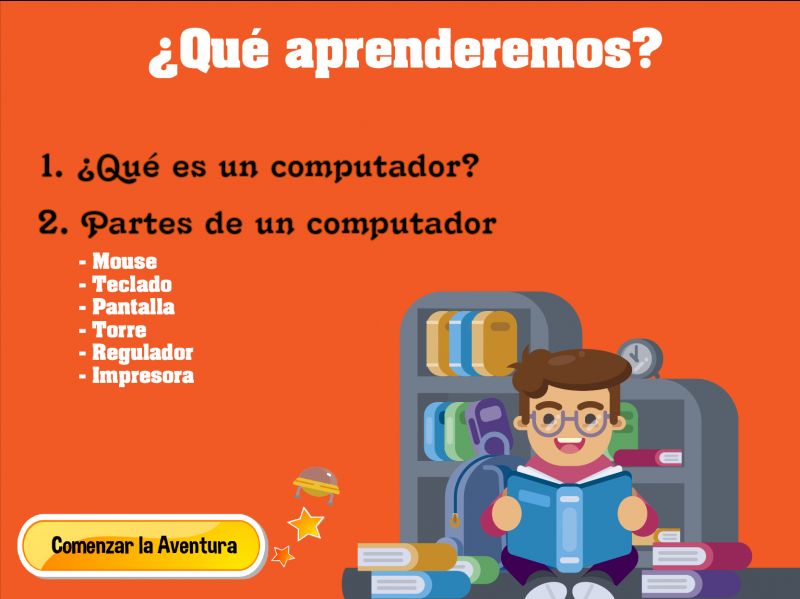 ¿Qué aprenderemos?
1. ¿Qué es un computador?
2. Partes de un computador
- Mouse
- Teclado
- Pantalla
- Torre
- Regulador
- Impresora
Comenzar la Aventura